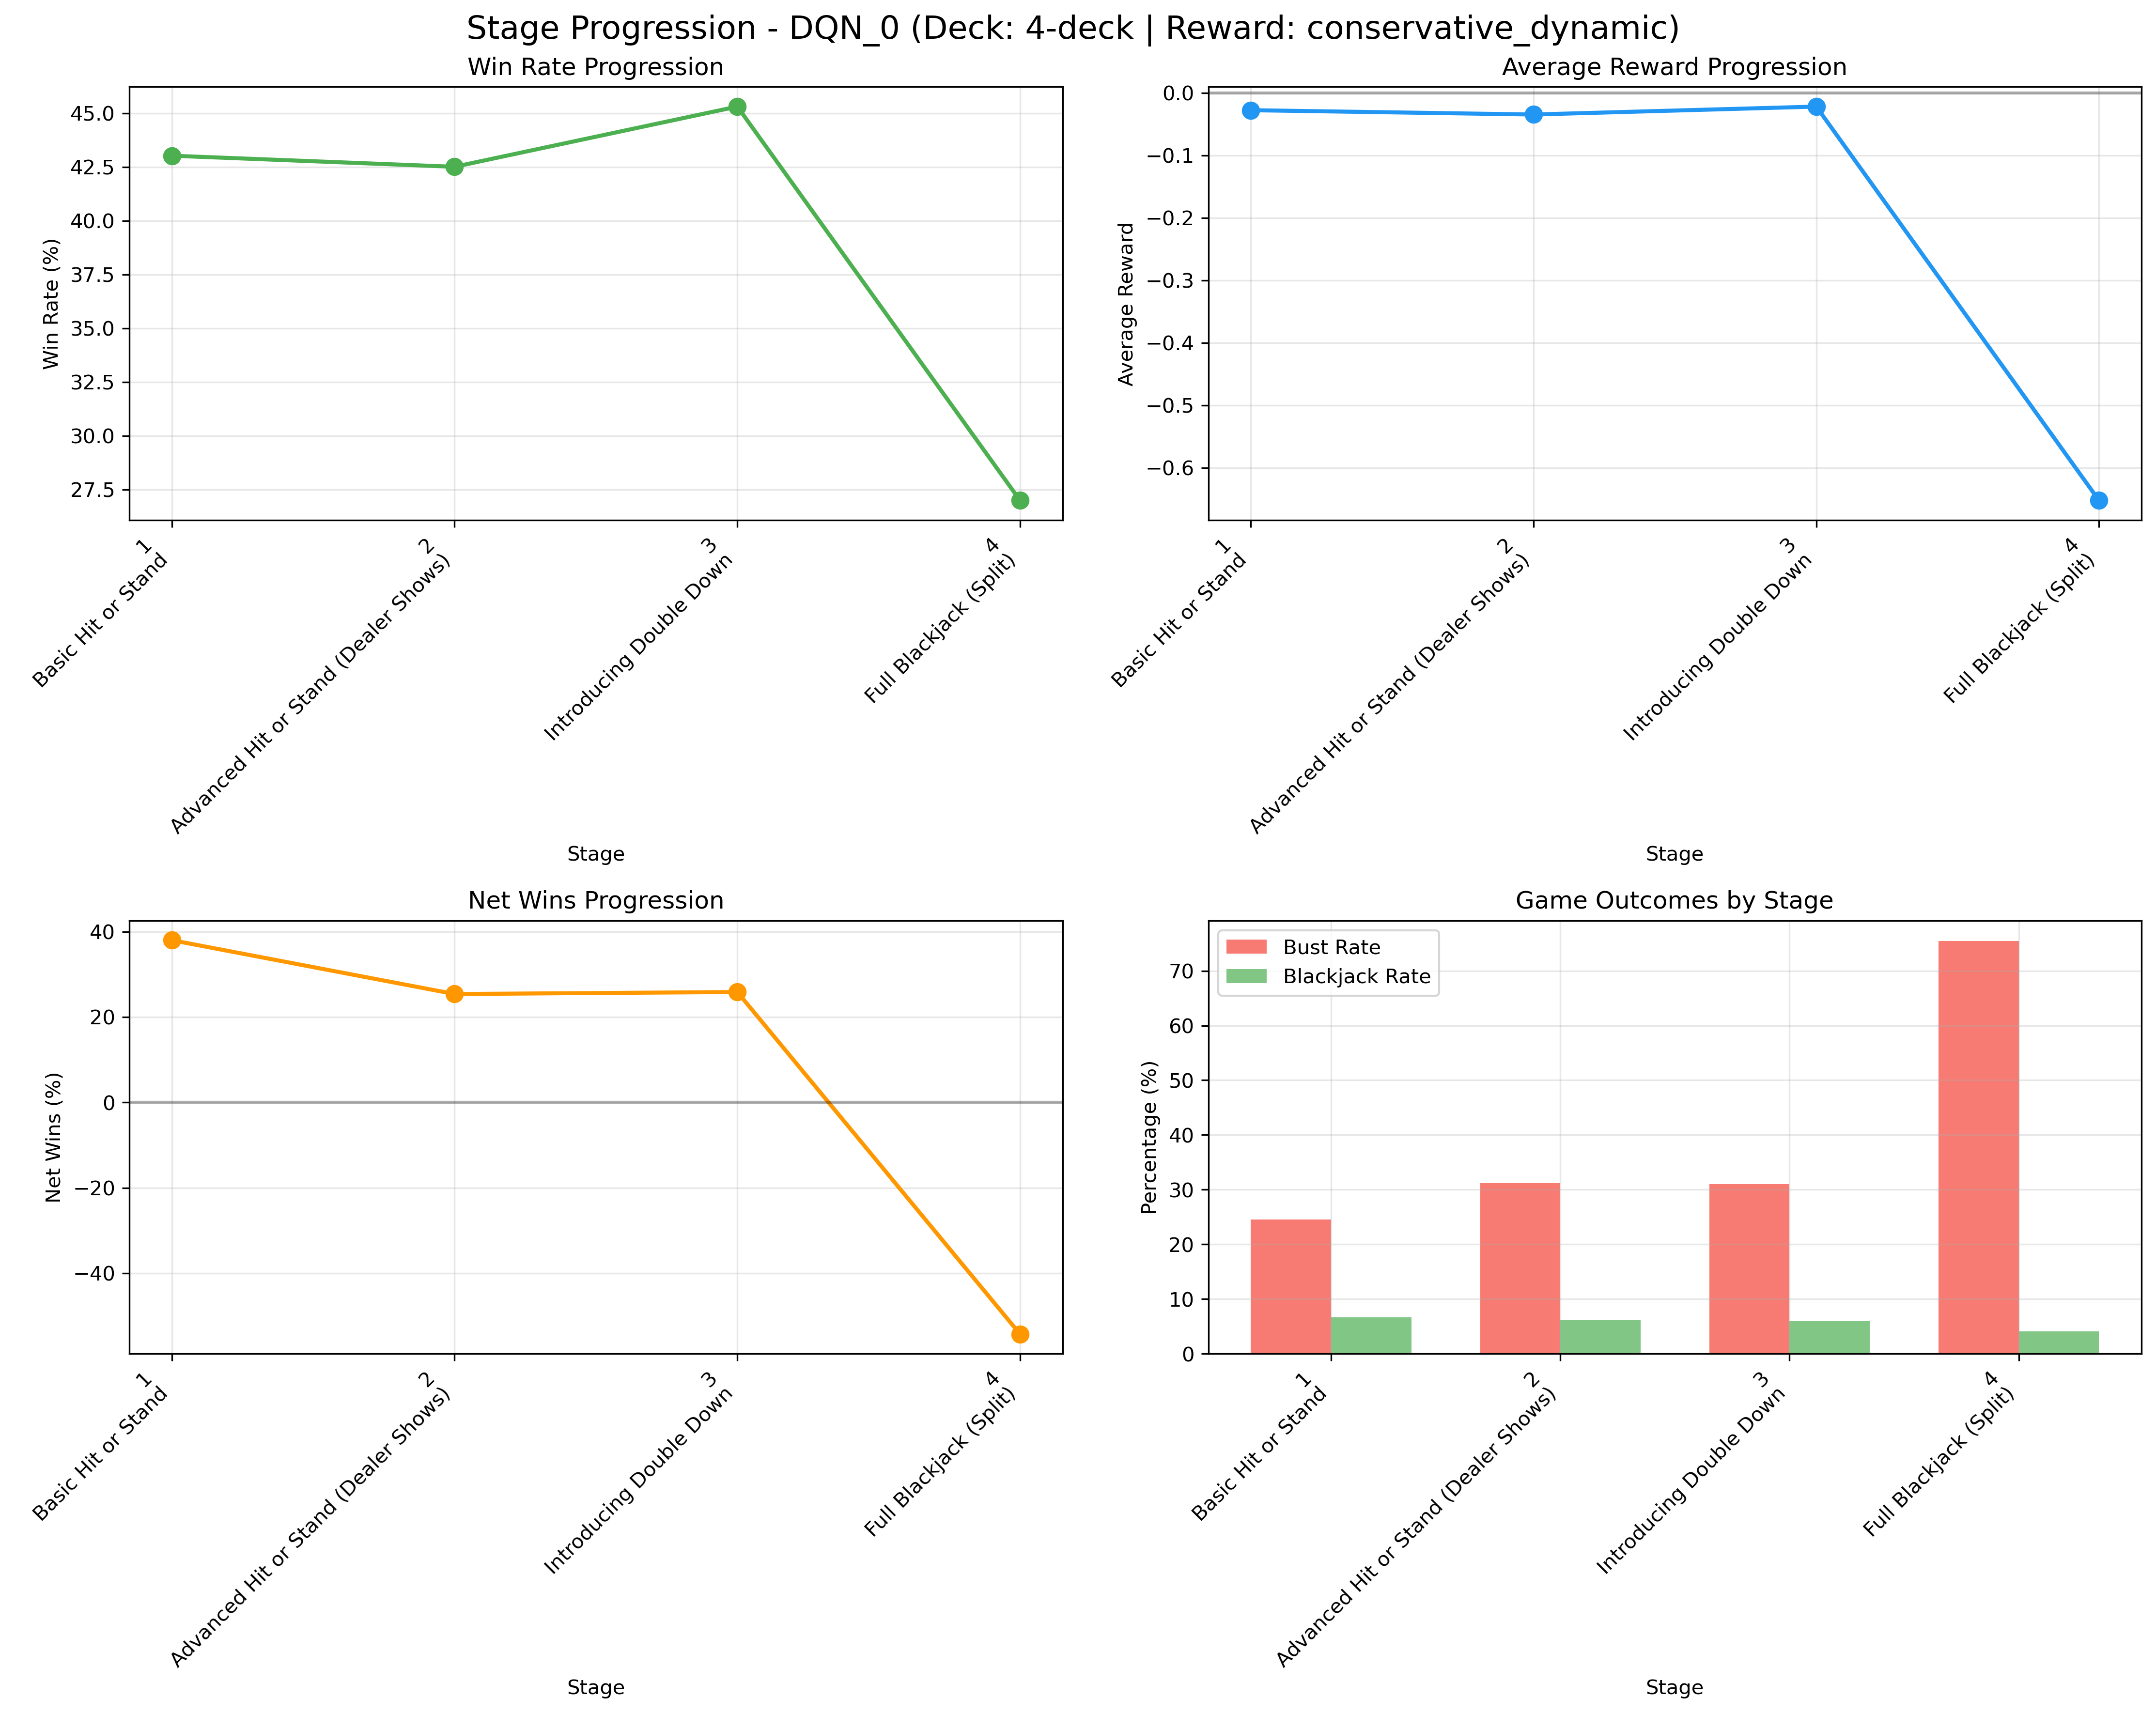 Stage Progression - DQN_0 (Deck: 4-deck | Reward: conservative_dynamic)
Win Rate Progression
Win Rate (%)
45.0
42.5
40.0
37.5
35.0
32.5
30.0
27.5
1
Basic Hit or Stand
2
Advanced Hit or Stand (Dealer Shows)
3
Introducing Double Down
4
Full Blackjack (Split)
Stage
Average Reward Progression
Average Reward
0.0
−0.1
−0.2
−0.3
−0.4
−0.5
−0.6
1
Basic Hit or Stand
2
Advanced Hit or Stand (Dealer Shows)
3
Introducing Double Down
4
Full Blackjack (Split)
Stage
Net Wins Progression
Net Wins (%)
40
20
0
−20
−40
1
Basic Hit or Stand
2
Advanced Hit or Stand (Dealer Shows)
3
Introducing Double Down
4
Full Blackjack (Split)
Stage
Game Outcomes by Stage
Bust Rate
Blackjack Rate
Percentage (%)
70
60
50
40
30
20
10
0
1
Basic Hit or Stand
2
Advanced Hit or Stand (Dealer Shows)
3
Introducing Double Down
4
Full Blackjack (Split)
Stage